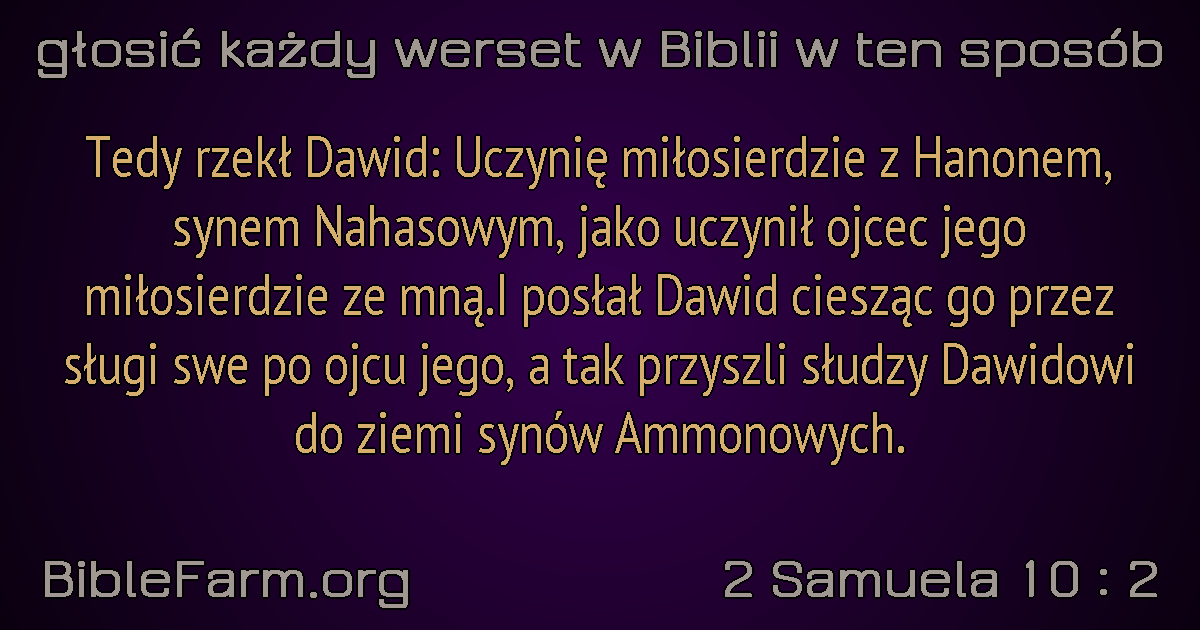 głosić każdy werset w Biblii w ten sposób
Tedy rzekł Dawid: Uczynię miłosierdzie z Hanonem,
synem Nahasowym, jako uczynił ojcec jego
miłosierdzie ze mną.I posłał Dawid ciesząc go przez
sługi swe po ojcu jego, a tak przyszli słudzy Dawidowi
do ziemi synów Ammonowych.
BibleFarm.org
2 Samuela 10 : 2